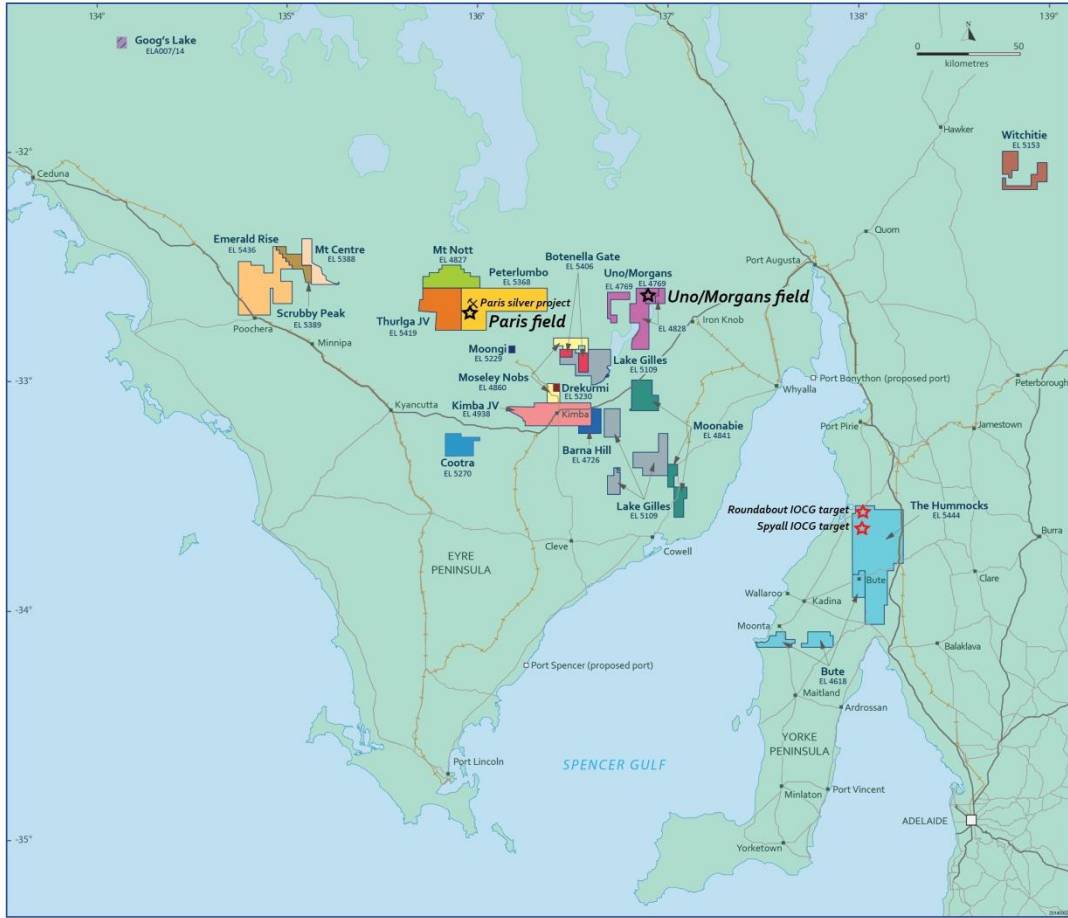 134°
135°
136°
137°
138°
139°
Goog's Lake
ELA007/14
N
0
50
kilometres
Hawker
Witchitie
EL 5153
-32°
Ceduna
Quom
Emerald Rise
EL 5436
Mt Centre
EL 5388
Mt Nott
EL 4827
Botenella Gate
EL 5406
Peterlumbo
EL 5368
Uno/Morgans
EL 4769
EL 4769
Port Augusta
Paris silver project
Paris field
Uno/Morgans field
Scrubby Peak
EL 5389
Thurlga JV
EL 5419
EL 4828
Iron Knob
Poochera
Minnipa
Moongi
EL 5229
Lake Gilles
EL 5109
-33°
Moseley Nobs
EL 4860
Drekurmi
EL 5230
Whyalla
Port Bonython (proposed port)
Peterborough
Kyancutta
Kimba JV
EL 4938
Kimba
Moonabie
EL 4841
Port Pirie
Jamestown
Barna Hill
EL 4726
Cootra
EL 5270
Lake Gilles
EL 5109
Roundabout IOCG target
Spyall IOCG target
The Hummocks
EL 5444
Burra
Cleve
Cowell
EYRE
PENINSULA
Bute
Clare
-34°
Wallaroo
Kadina
Moonta
Balaklava
Port Spencer (proposed port)
Bute
EL 4618
Maitland
Ardrossan
YORKE
PENINSULA
SPENCER GULF
Port Lincoln
Minlaton
Port Vincent
ADELAIDE
-35°
Yorketown